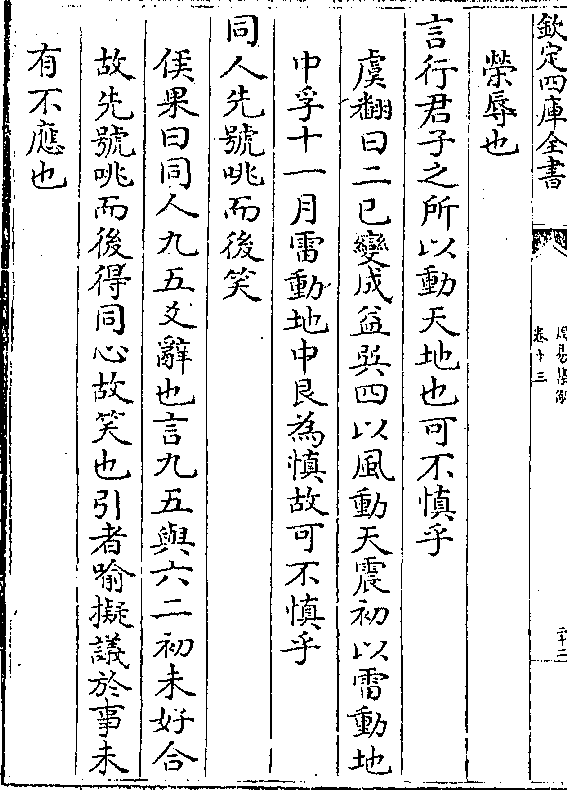 欽定四庫全書
卷十三
榮辱也
言行君子之所以動天地也可不慎乎
虞翻曰二已變成益巽四以風動天震初以雷動地
中孚十一月雷動地中艮為慎故可不慎乎
同人先號咷而後笑
侯果曰同人九五爻辭也言九五與六二初未好合
故先號咷而後得同心故笑也引者喻擬議於事未
有不應也